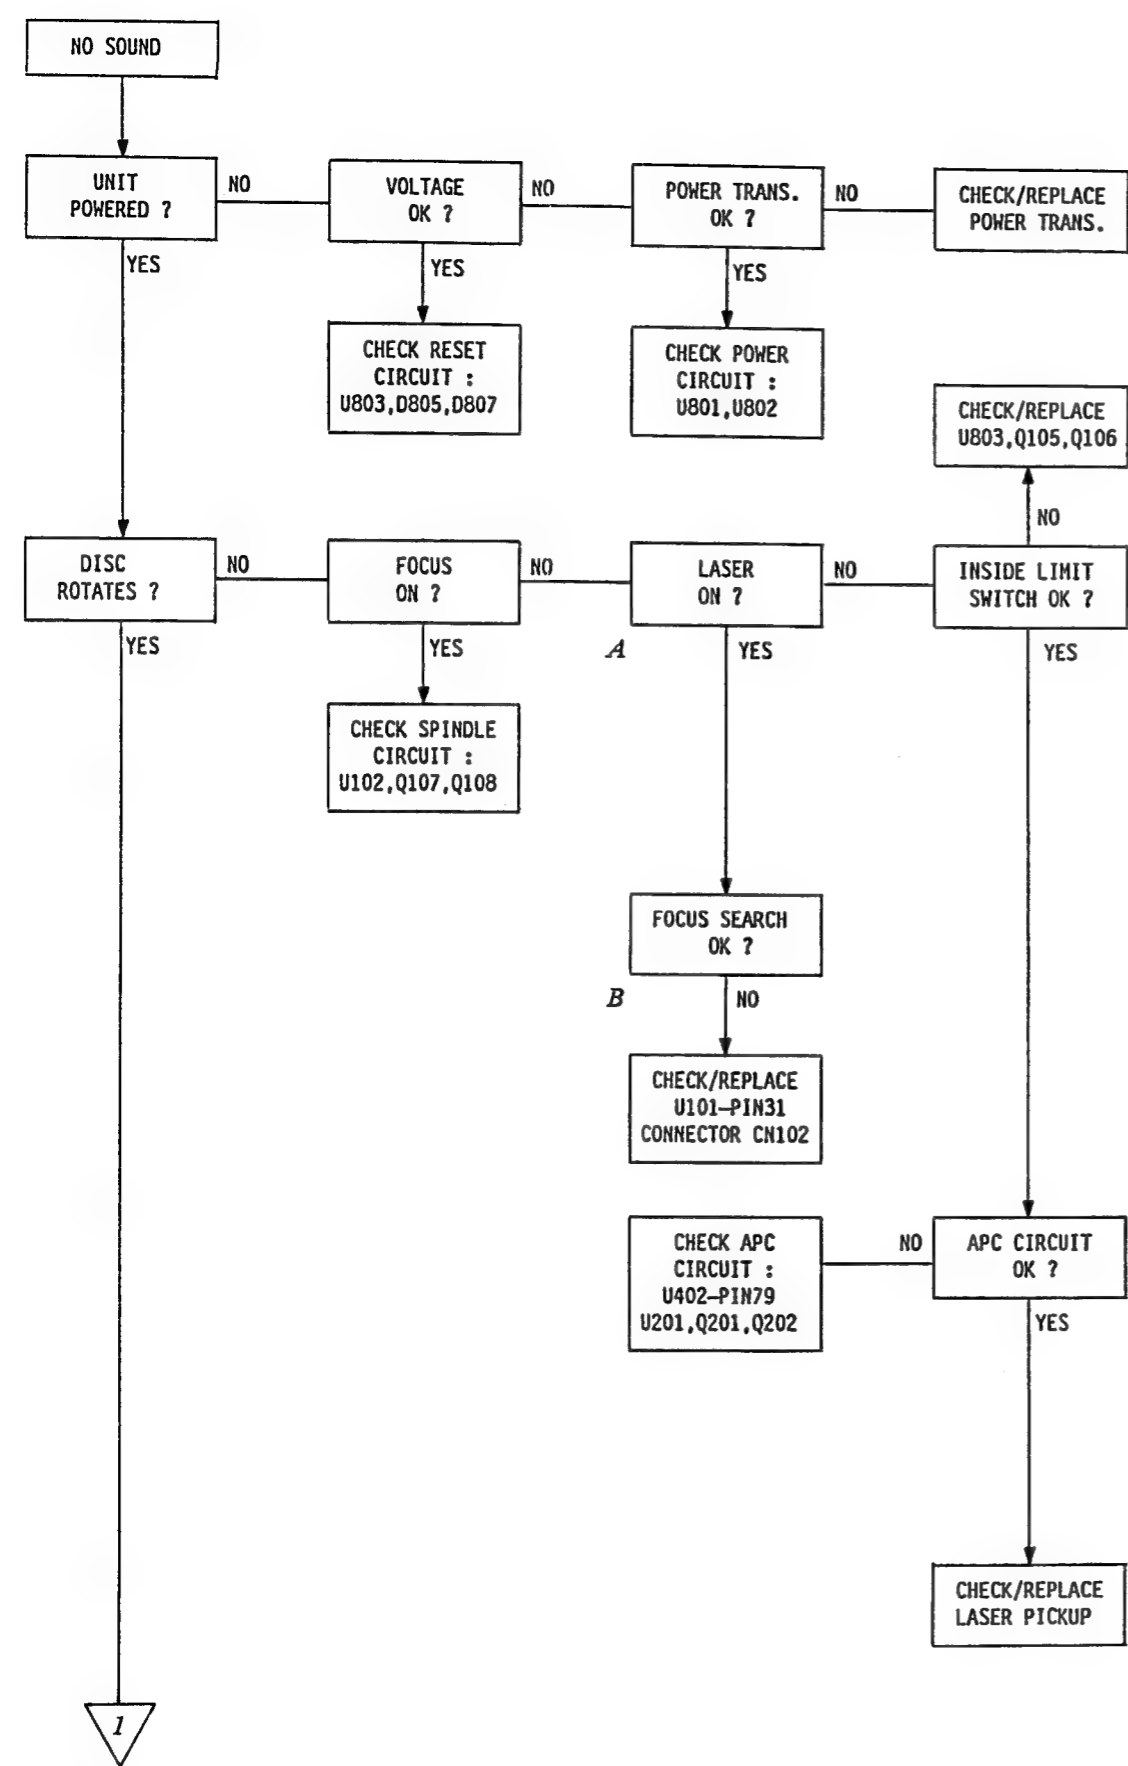 NO SOUND
UNIT
POWERED ?
NO
VOLTAGE
OK ?
NO
POWER TRANS.
OK ?
NO
CHECK/REPLACE
POWER TRANS.
YES
YES
YES
CHECK RESET
CIRCUIT :
U803,D805,D807
CHECK POWER
CIRCUIT :
U801,U802
CHECK/REPLACE
U803,Q105,Q106
NO
DISC
ROTATES ?
NO
FOCUS
ON ?
NO
LASER
ON ?
NO
INSIDE LIMIT
SWITCH OK ?
YES
YES
A
YES
YES
CHECK SPINDLE
CIRCUIT :
U102,Q107,Q108
FOCUS SEARCH
OK ?
B
NO
CHECK/REPLACE
U101-PIN31
CONNECTOR CN102
CHECK APC
CIRCUIT :
U402-PIN79
U201,Q201,Q202
NO
APC CIRCUIT
OK ?
YES
CHECK/REPLACE
LASER PICKUP
1